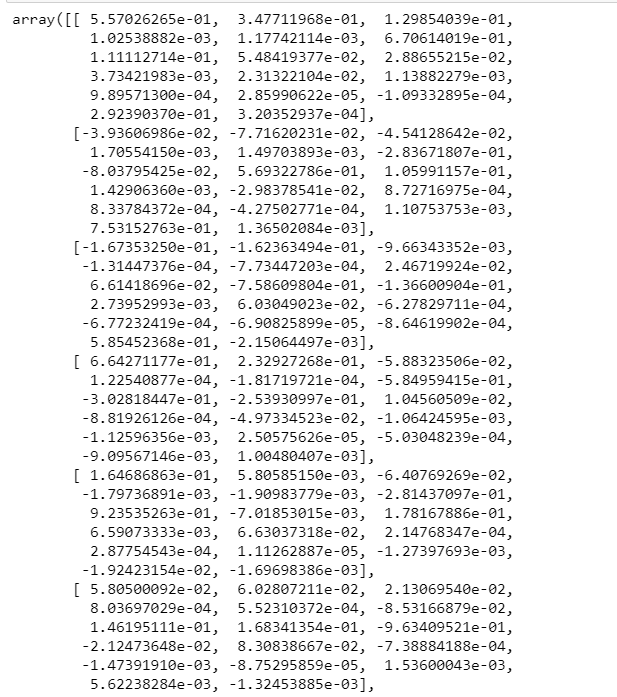 array([[ 5.57026265e-01,  3.47711968e-01,  1.29854039e-01,
1.02538882e-03,  1.17742114e-03,  6.70614019e-01,
1.11112714e-01,  5.48419377e-02,  2.88655215e-02,
3.73421983e-03,  2.31322104e-02,  1.13882279e-03,
9.89571300e-04,  2.85990622e-05, -1.09332895e-04,
2.92390370e-01,  3.20352937e-04],
[-3.93606986e-02, -7.71620231e-02, -4.54128642e-02,
1.70554150e-03,  1.49703893e-03, -2.83671807e-01,
-8.03795425e-02,  5.69322786e-01,  1.05991157e-01,
1.42906360e-03, -2.98378541e-02,  8.72716975e-04,
8.33784372e-04, -4.27502771e-04,  1.10753753e-03,
7.53152763e-01,  1.36502084e-03],
[-1.67353250e-01, -1.62363494e-01, -9.66343352e-03,
-1.31447376e-04, -7.73447203e-04,  2.46719924e-02,
6.61418696e-02, -7.58609804e-01, -1.36600904e-01,
2.73952993e-03,  6.03049023e-02, -6.27829711e-04,
-6.77232419e-04, -6.90825899e-05, -8.64619902e-04,
5.85452368e-01, -2.15064497e-03],
[ 6.64271177e-01,  2.32927268e-01, -5.88323506e-02,
1.22540877e-04, -1.81719721e-04, -5.84959415e-01,
-3.02818447e-01, -2.53930997e-01,  1.04560509e-02,
-8.81926126e-04, -4.97334523e-02, -1.06424595e-03,
-1.12596356e-03,  2.50575626e-05, -5.03048239e-04,
-9.09567146e-03,  1.00480407e-03],
[ 1.64686863e-01,  5.80585150e-03, -6.40769269e-02,
-1.79736891e-03, -1.90983779e-03, -2.81437097e-01,
9.23535263e-01, -7.01853015e-03,  1.78167886e-01,
6.59073333e-03,  6.63037318e-02,  2.14768347e-04,
2.87754543e-04,  1.11262887e-05, -1.27397693e-03,
-1.92423154e-02, -1.69698386e-03],
[ 5.80500092e-02,  6.02807211e-02,  2.13069540e-02,
8.03697029e-04,  5.52310372e-04, -8.53166879e-02,
1.46195111e-01,  1.68341354e-01, -9.63409521e-01,
-2.12473648e-02,  8.30838667e-02, -7.38884188e-04,
-1.47391910e-03, -8.75295859e-05,  1.53600043e-03,
5.62238284e-03, -1.32453885e-03],